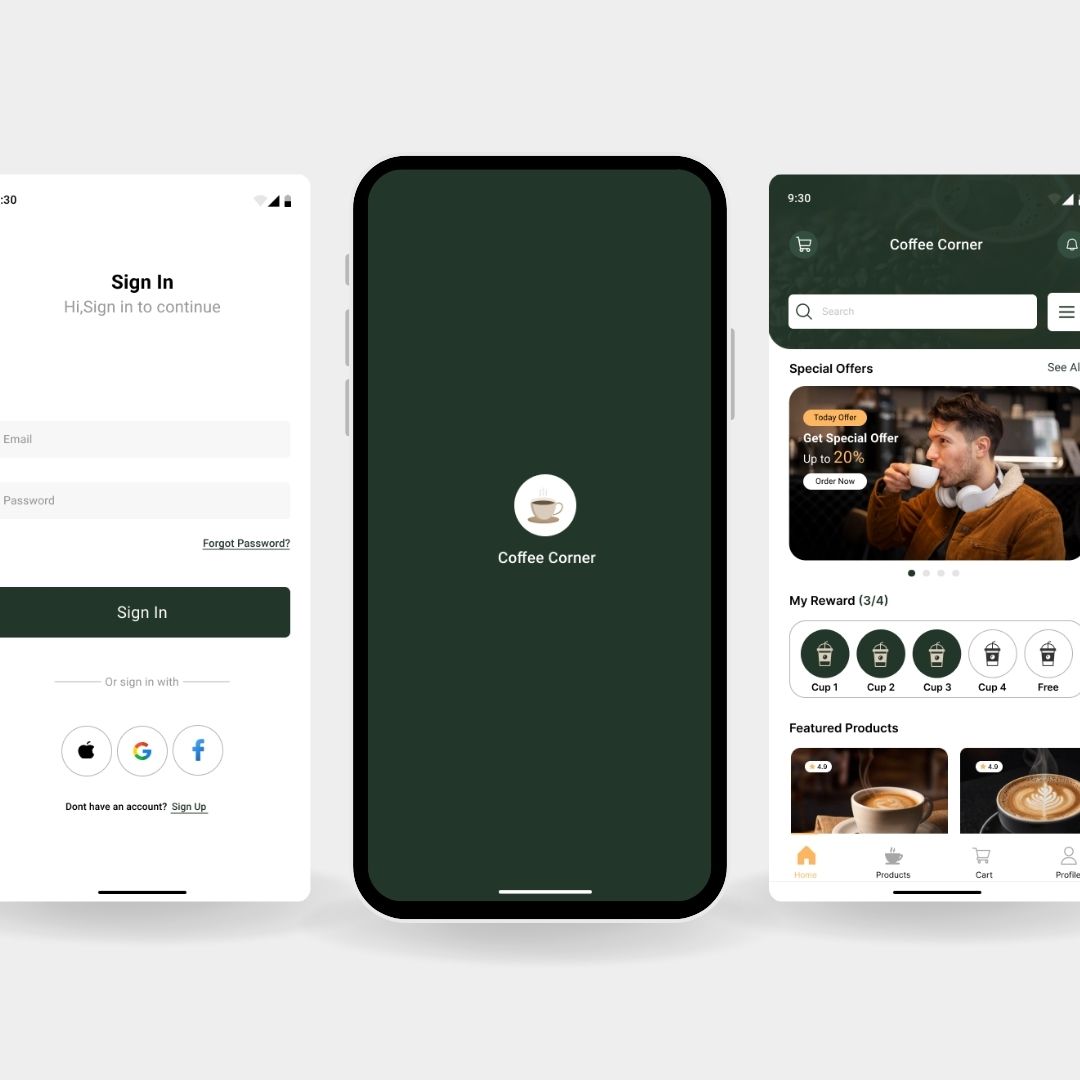 :30
Sign In
Hi,Sign in to continue
Email
Password
Forgot Password?
Sign In
Or sign in with
Dont have an account? Sign Up
Coffee Corner
9:30
Coffee Corner
Search
Special Offers
See Al
Today Offer
Get Special Offer
Up to 20%
Order Now
My Reward (3/4)
Cup 1
Cup 2
Cup 3
Cup 4
Free
Featured Products
4.9
4.9
Home
Products
Cart
Profile